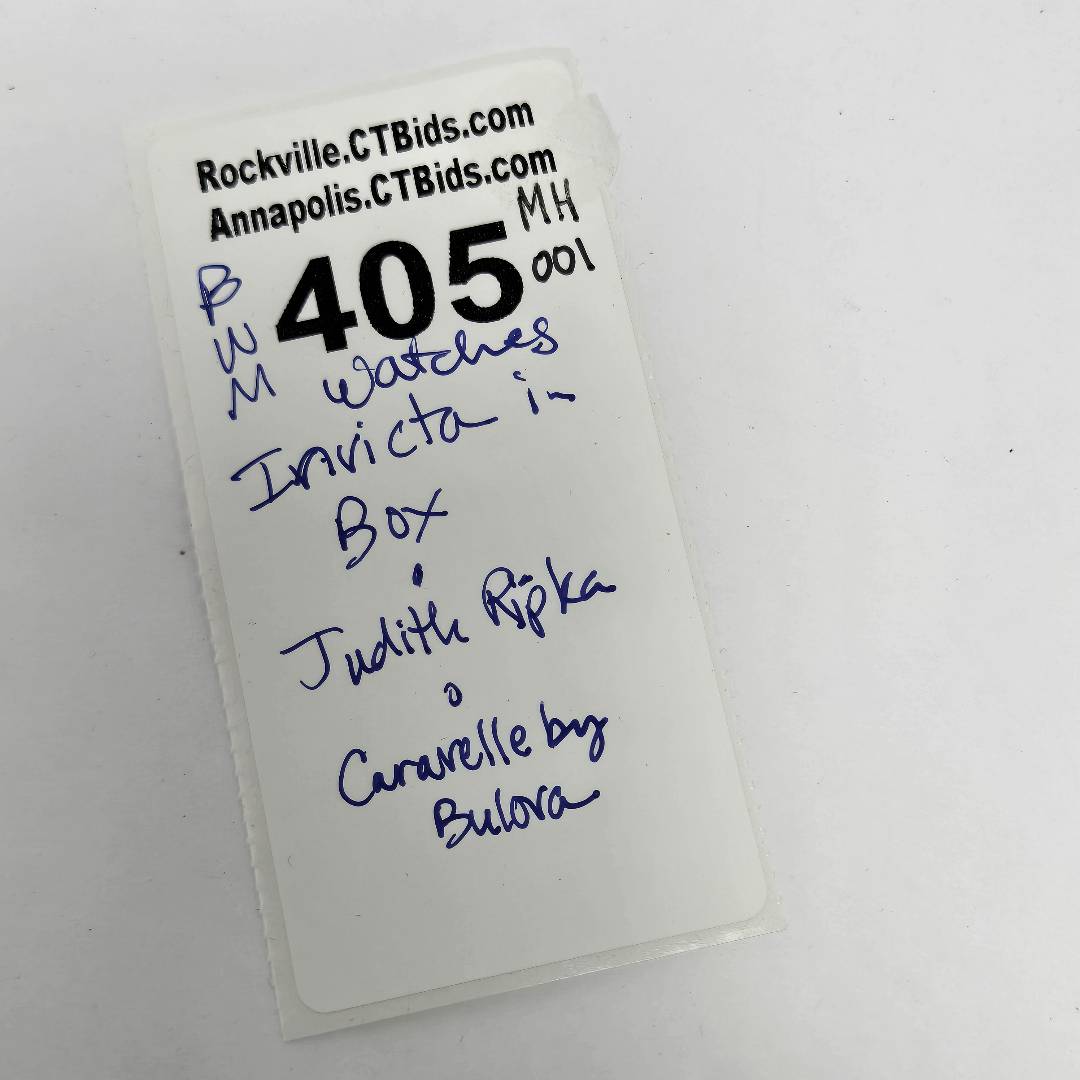 Rockville.CTBids.com
Annapolis.CTBids.com
MH
405
001
B
W
M
Watches
Invicta in
Box
Judith Ripka
Caravelle by
Bulova